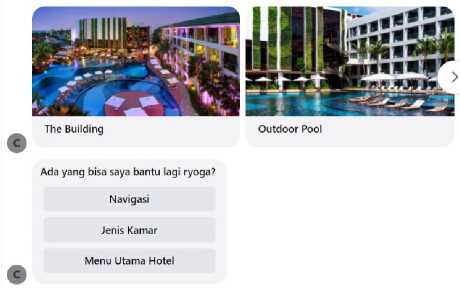 The Building
Outdoor Pool
C
Ada yang bisa saya bantu lagi ryoga?
Navigasi
Jenis Kamar
Menu Utama Hotel
C